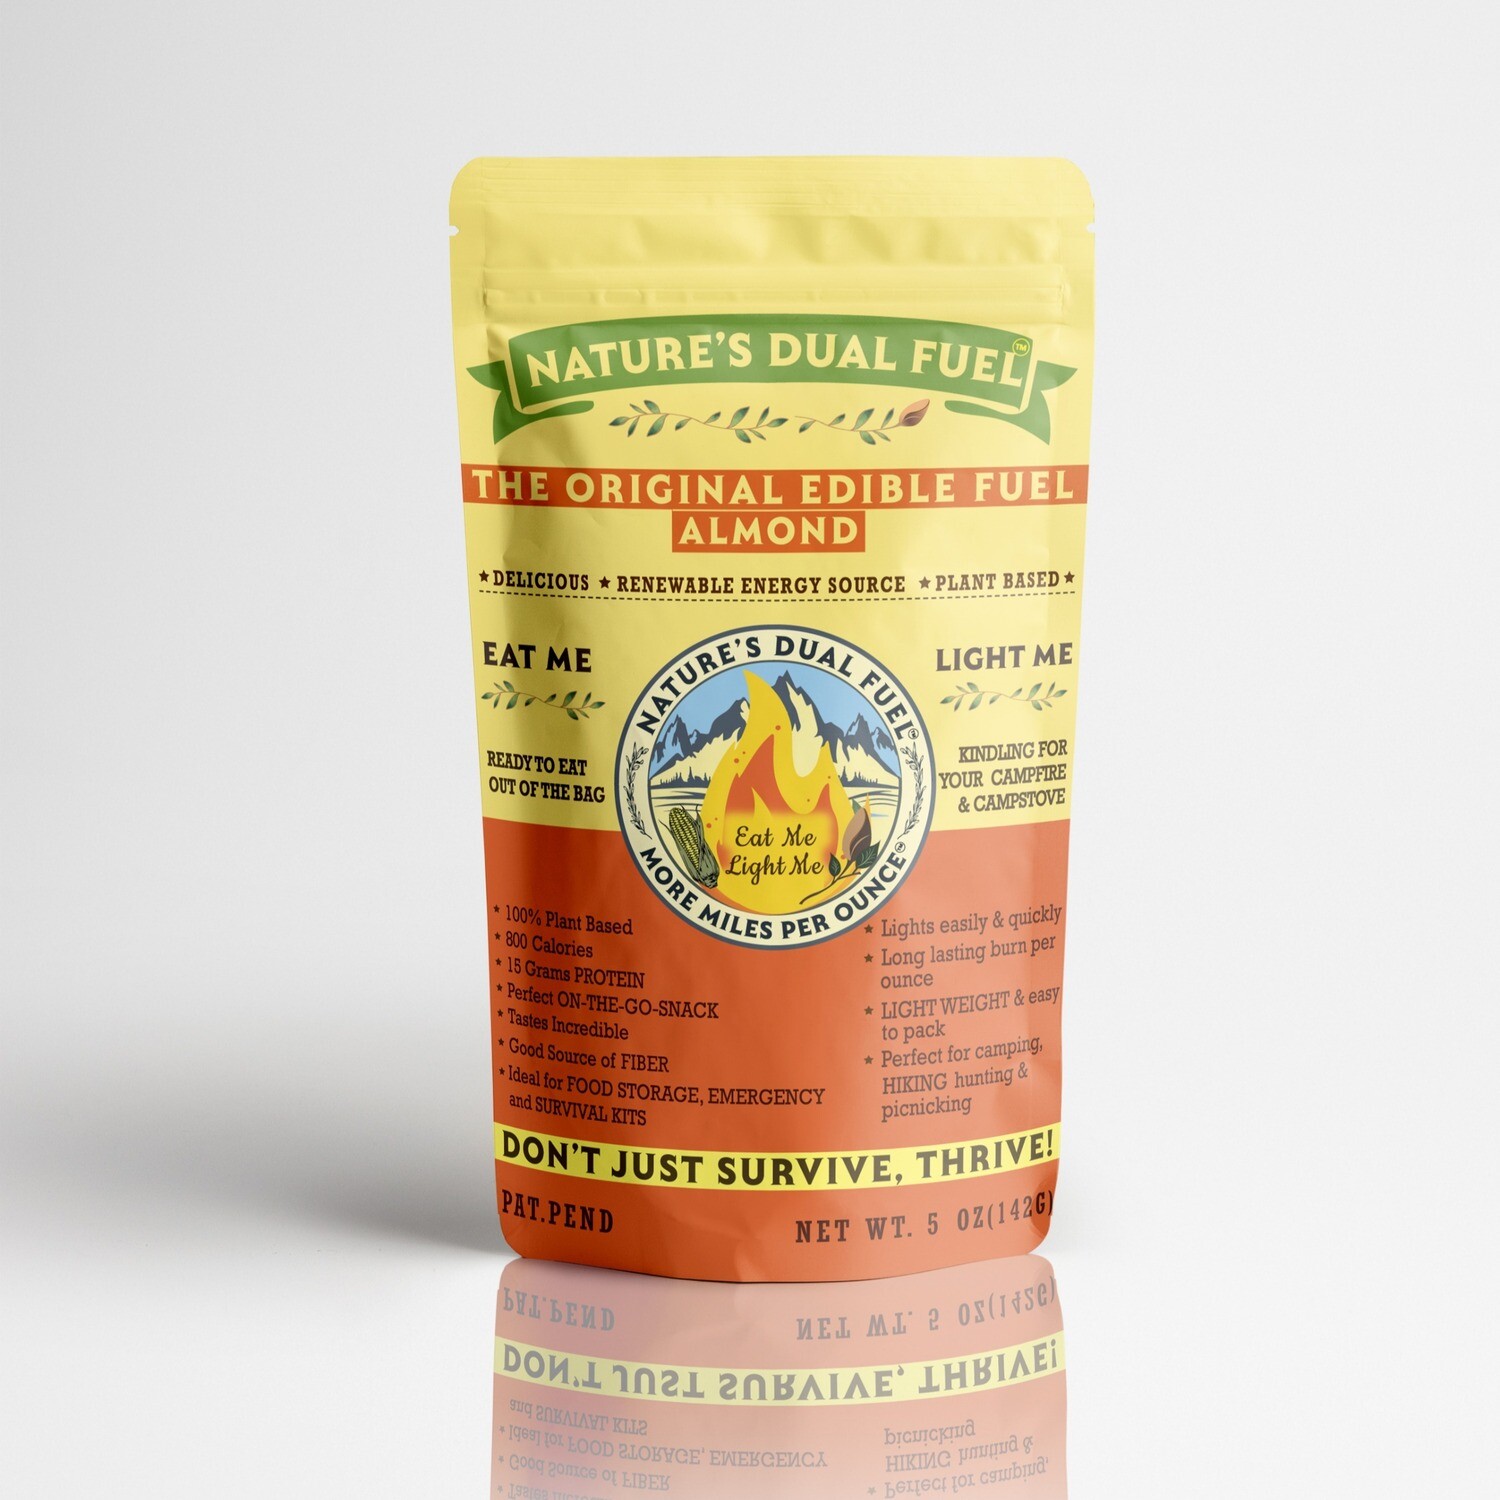 NATURE'S DUAL FUEL™
THE ORIGINAL EDIBLE FUEL
ALMOND
★DELICIOUS ★ RENEWABLE ENERGY SOURCE ★PLANT BASED★
EAT ME
READY TO EAT
OUT OF THE BAG
LIGHT ME
KINDLING FOR
YOUR CAMPFIRE
& CAMPSTOVE
NATURE'S DUAL FUEL
Eat Me
Light Me
MORE MILES PER OUNCE
* 100% Plant Based
* 800 Calories
* 15 Grams PROTEIN
* Perfect ON-THE-GO-SNACK
* Tastes Incredible
* Good Source of FIBER
* Ideal for FOOD STORAGE, EMERGENCY
and SURVIVAL KITS
★ Lights easily & quickly
★ Long lasting burn per
ounce
★ LIGHT WEIGHT & easy
to pack
★ Perfect for camping,
HIKING hunting &
picnicking
DON'T JUST SURVIVE, THRIVE!
PAT.PEND
NET WT. 5 OZ(142G)